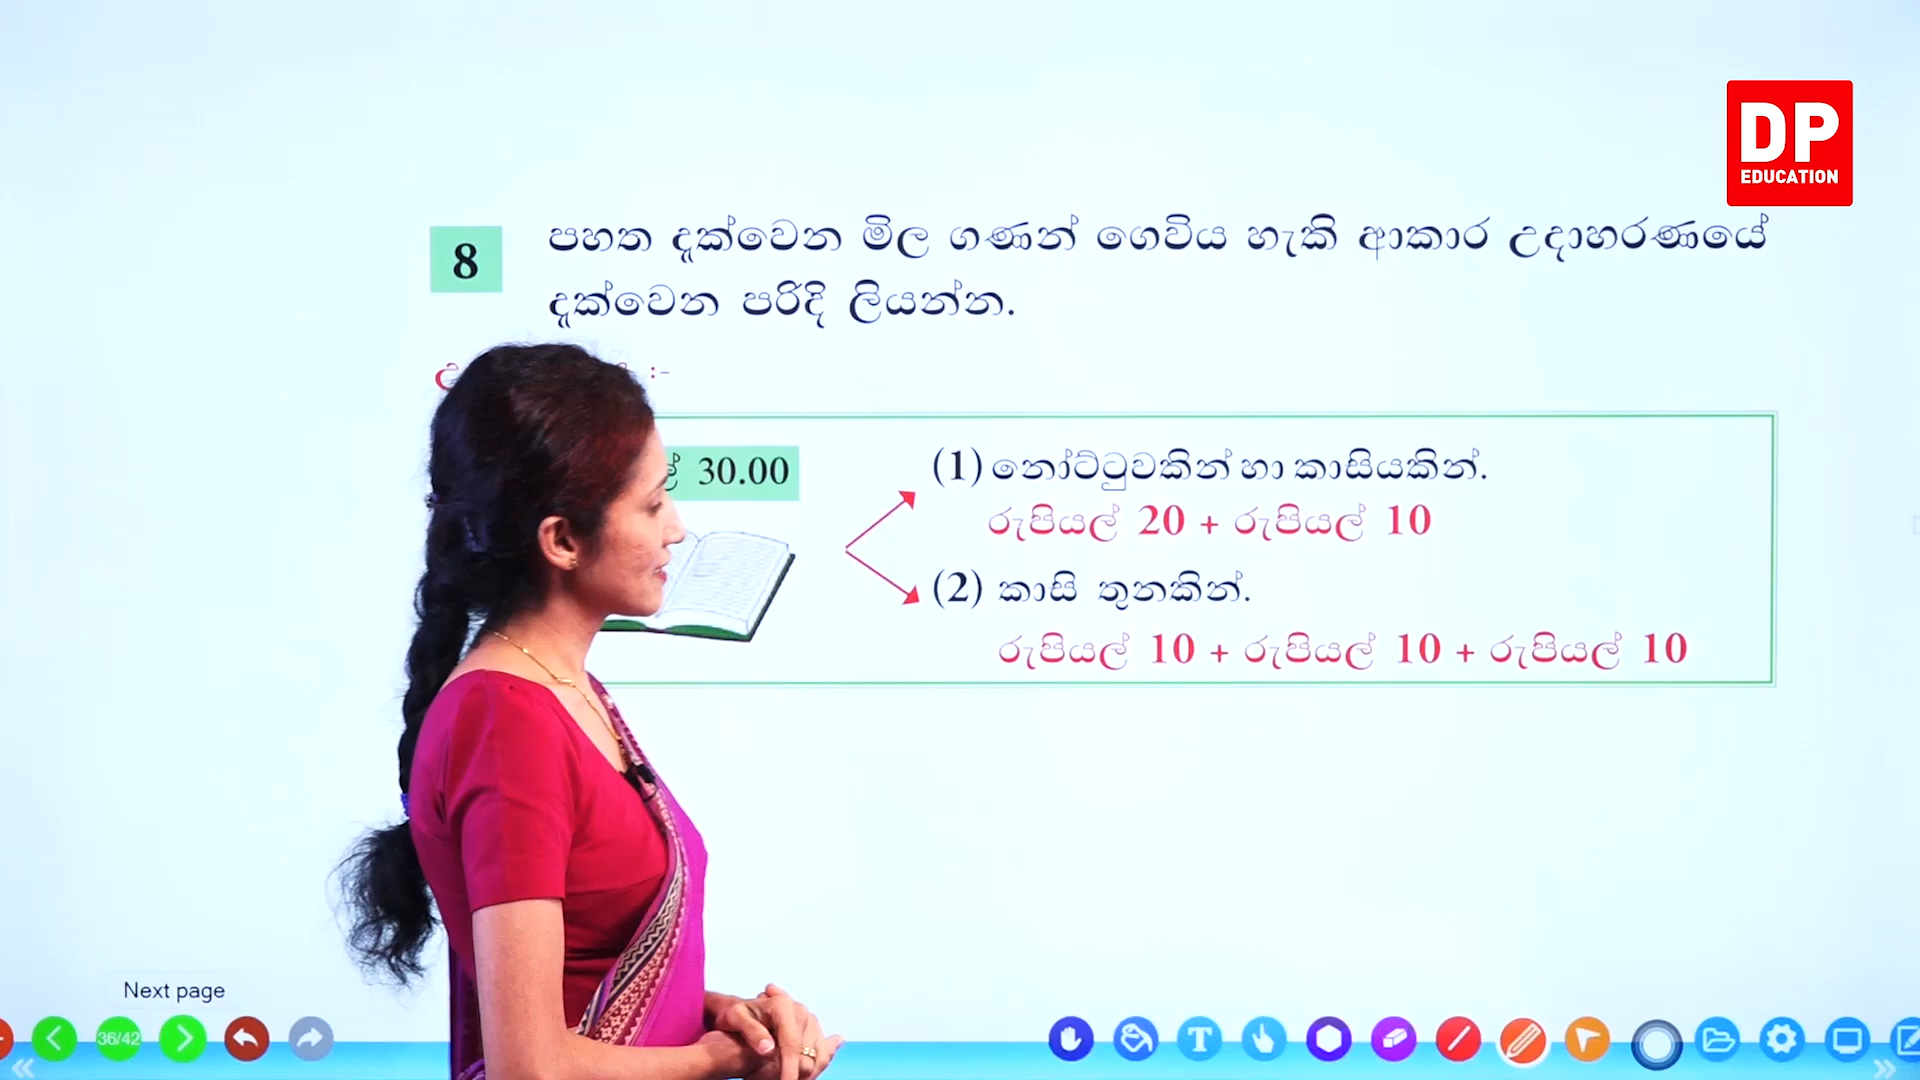 DP
EDUCATION
8
පහත දැක්වෙන මිල ගණන් ගෙවිය හැකි ආකාර උදාහරණයේ
දැක්වෙන පරිදි ලියන්න.
:-
30.00
(1) නෝට්ටුවකින් හා කාසියකින්.
රුපියල් 20 + රුපියල් 10
(2) කාසි තුනකින්.
රුපියල් 10 + රුපියල් 10 + රුපියල් 10
Next page
36/42